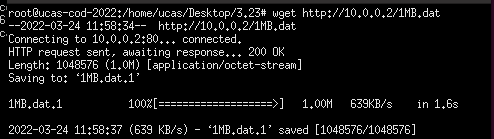 root@ucas-cod-2022:/home/ucas/Desktop/3.23# wget http://10.0.0.2/1MB.dat
--2022-03-24 11:58:34--  http://10.0.0.2/1MB.dat
Connecting to 10.0.0.2:80... connected.
HTTP request sent, awaiting response... 200 OK
Length: 1048576 (1.0M) [application/octet-stream]
Saving to: ‘1MB.dat.1’
1MB.dat.1           100%[===================>]   1.00M   639KB/s    in 1.6s
2022-03-24 11:58:37 (639 KB/s) - ‘1MB.dat.1’ saved [1048576/1048576]